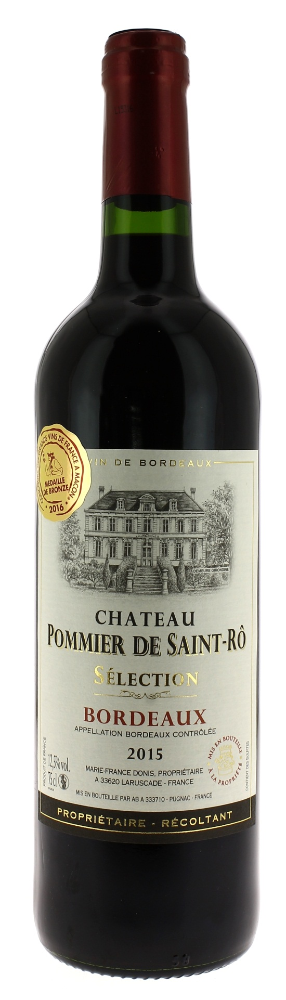 GRANDS VINS DE FRANCE A MACON
MEDAILLE
DE BRONZE
• 2016 •
VIN DE BORDEAUX
DEMEURE GIRONDINE
CHATEAU
POMMIER DE SAINT-RÔ
SÉLECTION
BORDEAUX
APPELLATION BORDEAUX CONTRÔLÉE
2015
MARIE-FRANCE DONIS, PROPRIÉTAIRE
A 33620 LARUSCADE - FRANCE
MIS EN BOUTEILLE PAR AB A 333710 - PUGNAC - FRANCE
PRODUIT DE FRANCE
12,5% vol.
75 cl
MIS EN BOUTEILLE
À LA PROPRIÉTÉ
CONTIENT DES SULFITES
PROPRIÉTAIRE - RÉCOLTANT